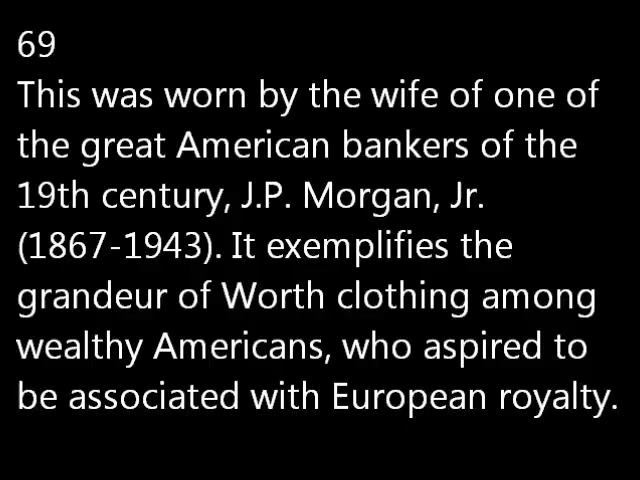 69
This was worn by the wife of one of
the great American bankers of the
19th century, J.P. Morgan, Jr.
(1867-1943). It exemplifies the
grandeur of Worth clothing among
wealthy Americans, who aspired to
be associated with European royalty.